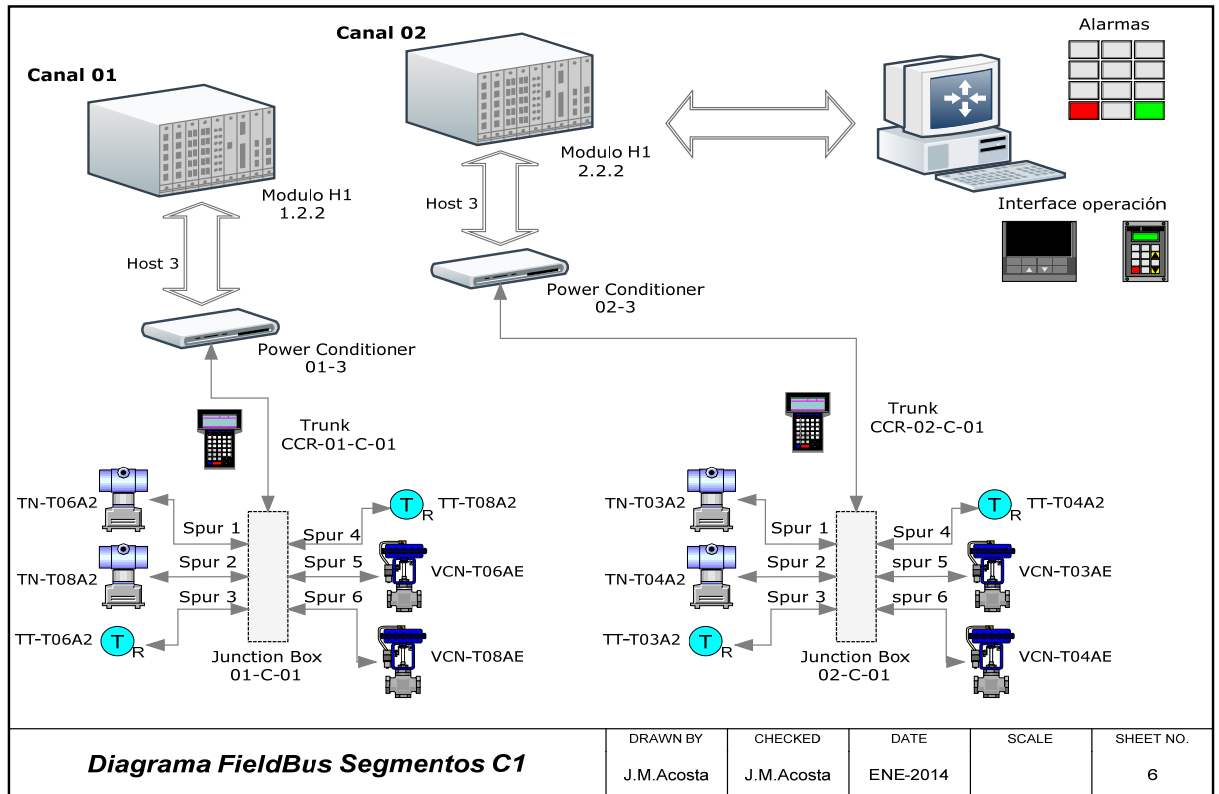 Canal 01
Modulo H1
1.2.2
Host 3
Power Conditioner
01-3
Trunk
CCR-01-C-01
TN-T06A2
TN-T08A2
TT-T06A2
T
R
Spur 1
Spur 2
Spur 3
Spur 4
Spur 5
Spur 6
Junction Box
01-C-01
T
R
TT-T08A2
VCN-T06AE
VCN-T08AE
Canal 02
Modulo H1
2.2.2
Host 3
Power Conditioner
02-3
Trunk
CCR-02-C-01
TN-T03A2
TN-T04A2
TT-T03A2
T
R
Spur 1
Spur 2
Spur 3
Spur 4
spur 5
spur 6
Junction Box
02-C-01
T
R
TT-T04A2
VCN-T03AE
VCN-T04AE
Alarmas
Interface operación
Diagrama FieldBus Segmentos C1
DRAWN BY
J.M.Acosta
CHECKED
J.M.Acosta
DATE
ENE-2014
SCALE
SHEET NO.
6